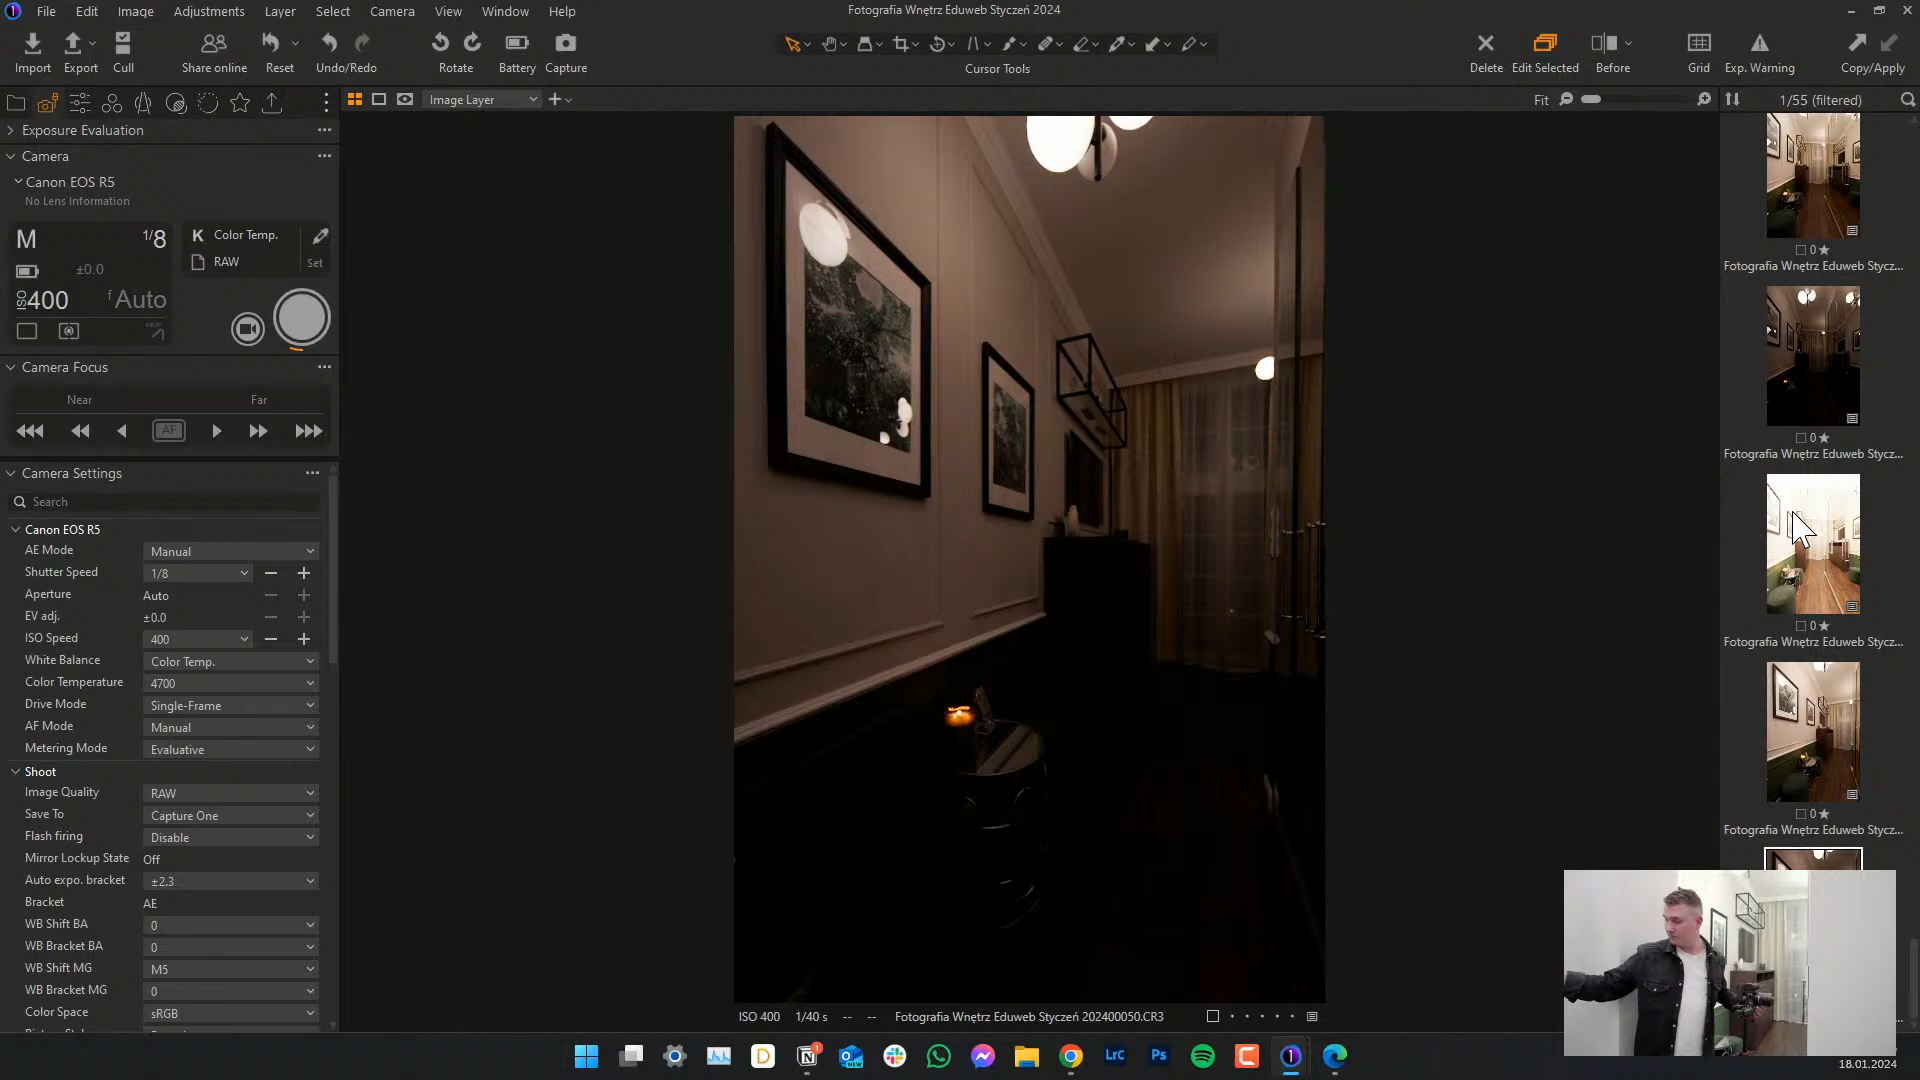 File Edit Image Adjustments Layer Select Camera View Window Help
Fotografia Wnętrz Eduweb Styczeń 2024
Import Export Cull Share online Reset Undo/Redo Rotate Battery Capture
Cursor Tools
Delete Edit Selected Before Grid Exp. Warning Copy/Apply
Image Layer
Fit
1/55 (filtered)
Exposure Evaluation
Camera
Canon EOS R5
No Lens Information
M 1/8
K Color Temp.
±0.0
RAW
Set
ISO 400
f Auto
Camera Focus
Near Far
AF
Camera Settings
Search
Canon EOS R5
AE Mode Manual
Shutter Speed 1/8
Aperture Auto
EV adj. ±0.0
ISO Speed 400
White Balance Color Temp.
Color Temperature 4700
Drive Mode Single-Frame
AF Mode Manual
Metering Mode Evaluative
Shoot
Image Quality RAW
Save To Capture One
Flash firing Disable
Mirror Lockup State Off
Auto expo. bracket ±2.3
Bracket AE
WB Shift BA 0
WB Bracket BA 0
WB Shift MG M5
WB Bracket MG 0
Color Space sRGB
0
Fotografia Wnętrz Eduweb Stycz...
0
Fotografia Wnętrz Eduweb Stycz...
0
Fotografia Wnętrz Eduweb Stycz...
0
Fotografia Wnętrz Eduweb Stycz...
ISO 400 1/40 s -- -- Fotografia Wnętrz Eduweb Styczeń 202400050.CR3
D
N
1
NEW
LrC
Ps
1
18.01.2024